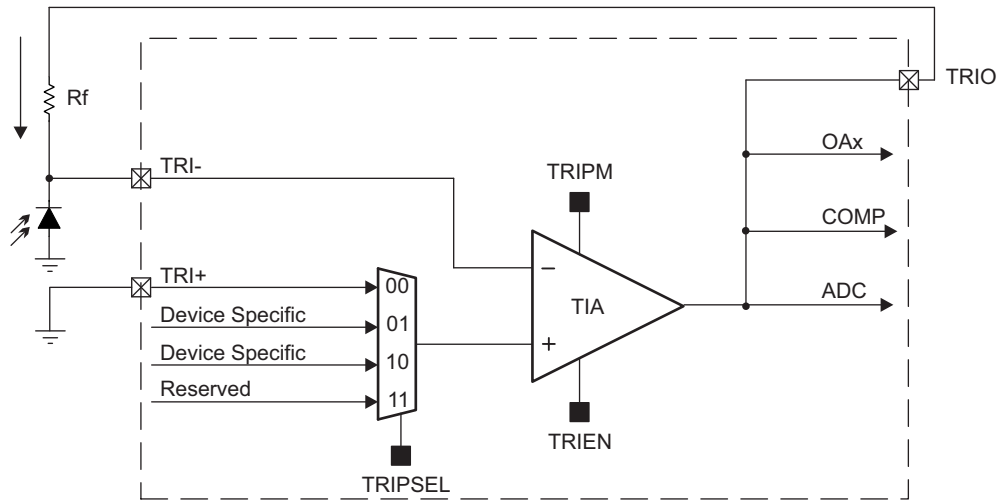 TRIO
Rf
OAx
TRI-
TRIPM
COMP
TRI+
00
−
TIA
ADC
Device Specific
01
+
Device Specific
10
Reserved
11
TRIEN
TRIPSEL